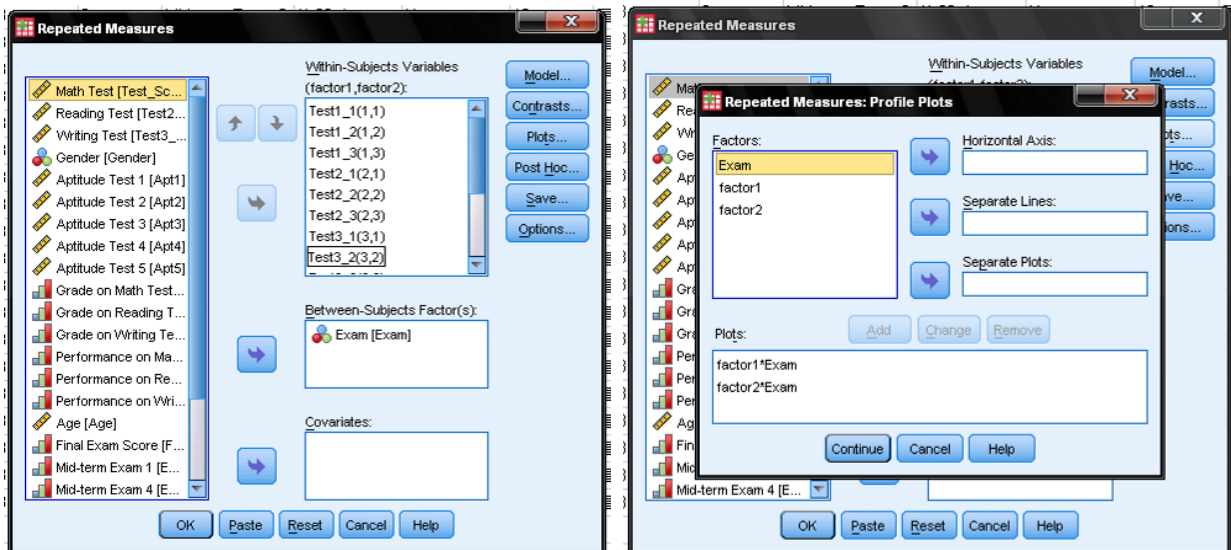 Repeated Measures
X
Within-Subjects Variables
(factor1,factor2):
Math Test [Test_Sc...
Reading Test [Test2...
Writing Test [Test3_...
Gender [Gender]
Aptitude Test 1 [Apt1]
Aptitude Test 2 [Apt2]
Aptitude Test 3 [Apt3]
Aptitude Test 4 [Apt4]
Aptitude Test 5 [Apt5]
Grade on Math Test...
Grade on Reading T...
Grade on Writing Te...
Performance on Ma...
Performance on Re...
Performance on Wri...
Age [Age]
Final Exam Score [F...
Mid-term Exam 1 [E...
Mid-term Exam 4 [E...
Test1_1(1,1)
Test1_2(1,2)
Test1_3(1,3)
Test2_1(2,1)
Test2_2(2,2)
Test2_3(2,3)
Test3_1(3,1)
Test3_2(3,2)
Model...
Contrasts...
Plots...
Post Hoc...
Save...
Options...
Between-Subjects Factor(s):
Exam [Exam]
Covariates:
OK Paste Reset Cancel Help
Repeated Measures
X
Within-Subjects Variables
Model...
Repeated Measures: Profile Plots
X
Factors:
Exam
factor1
factor2
Horizontal Axis:
Separate Lines:
Separate Plots:
Add Change Remove
Plots:
factor1*Exam
factor2*Exam
Continue Cancel Help
Mid-term Exam 4 [E...
OK Paste Reset Cancel Help